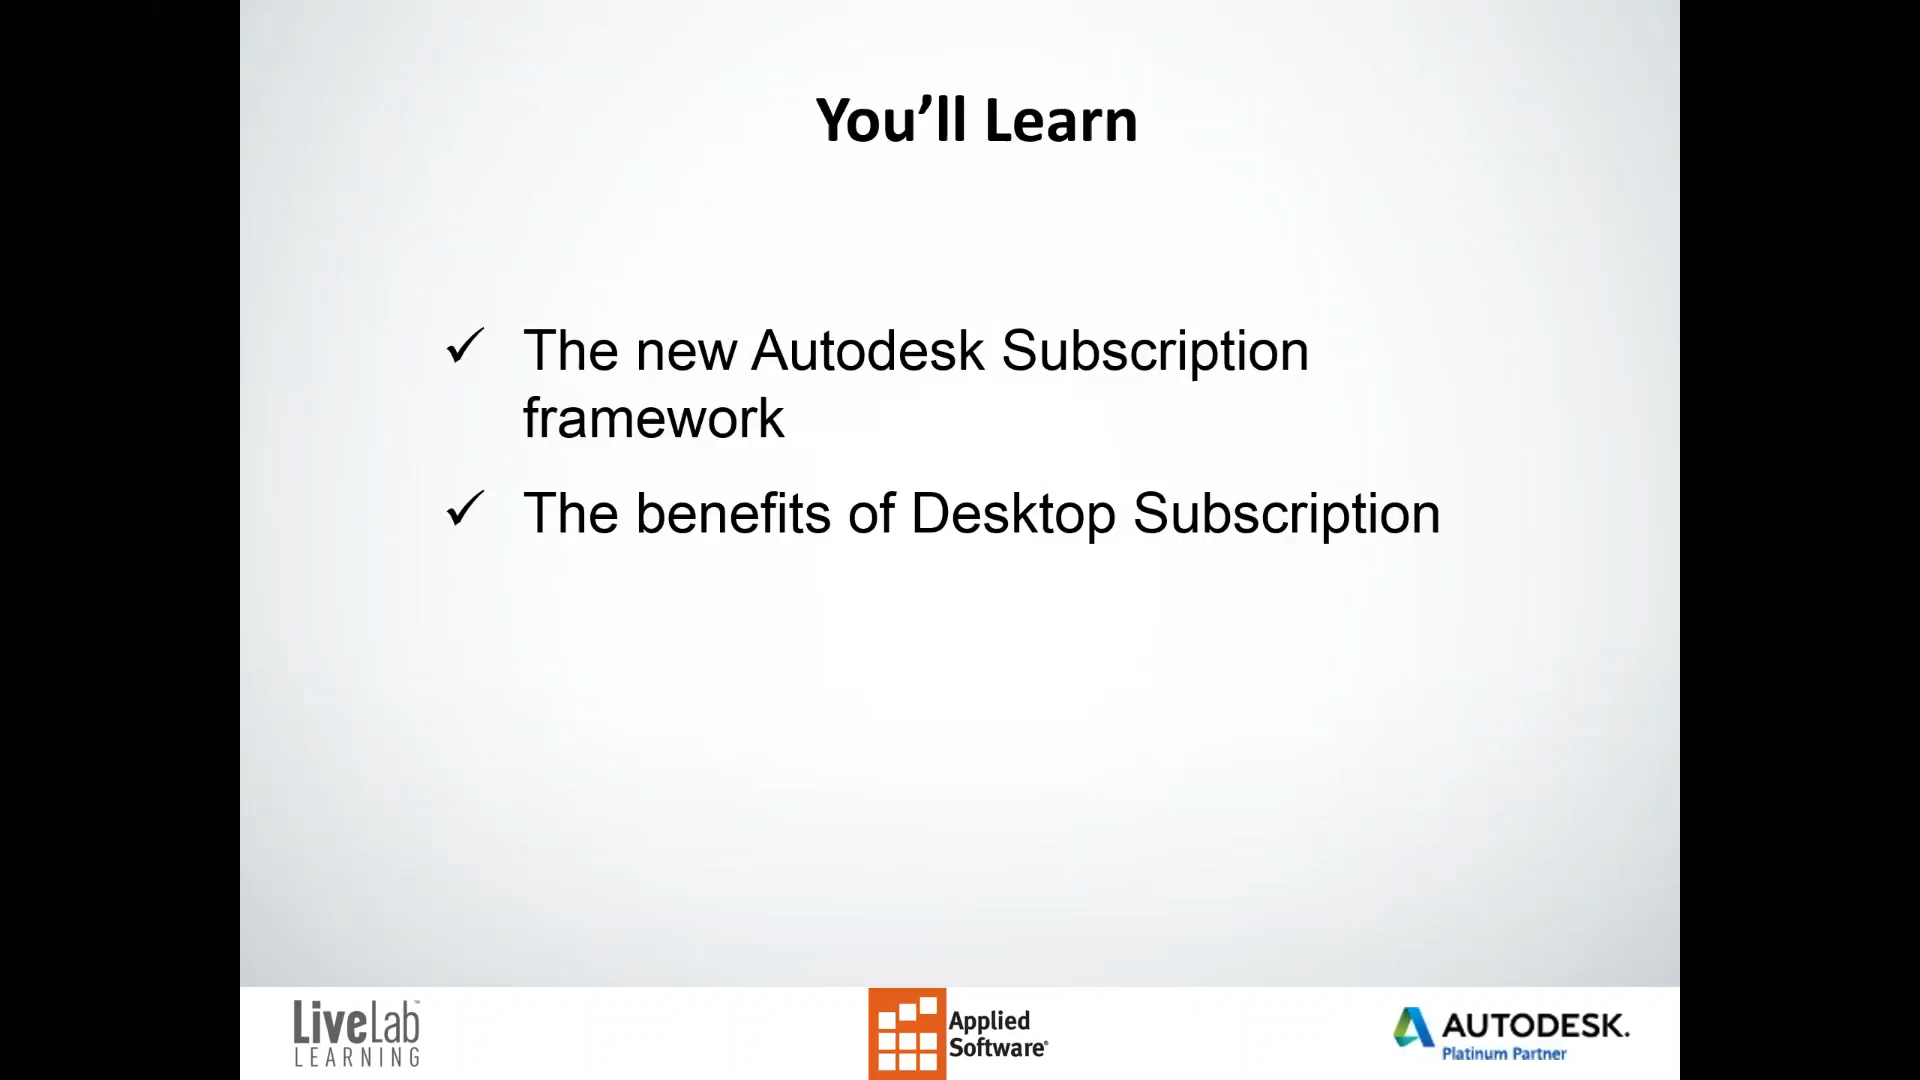 You’ll Learn
✓ The new Autodesk Subscription
framework
✓ The benefits of Desktop Subscription
LiveLab™
LEARNING
Applied
Software®
AUTODESK.
Platinum Partner